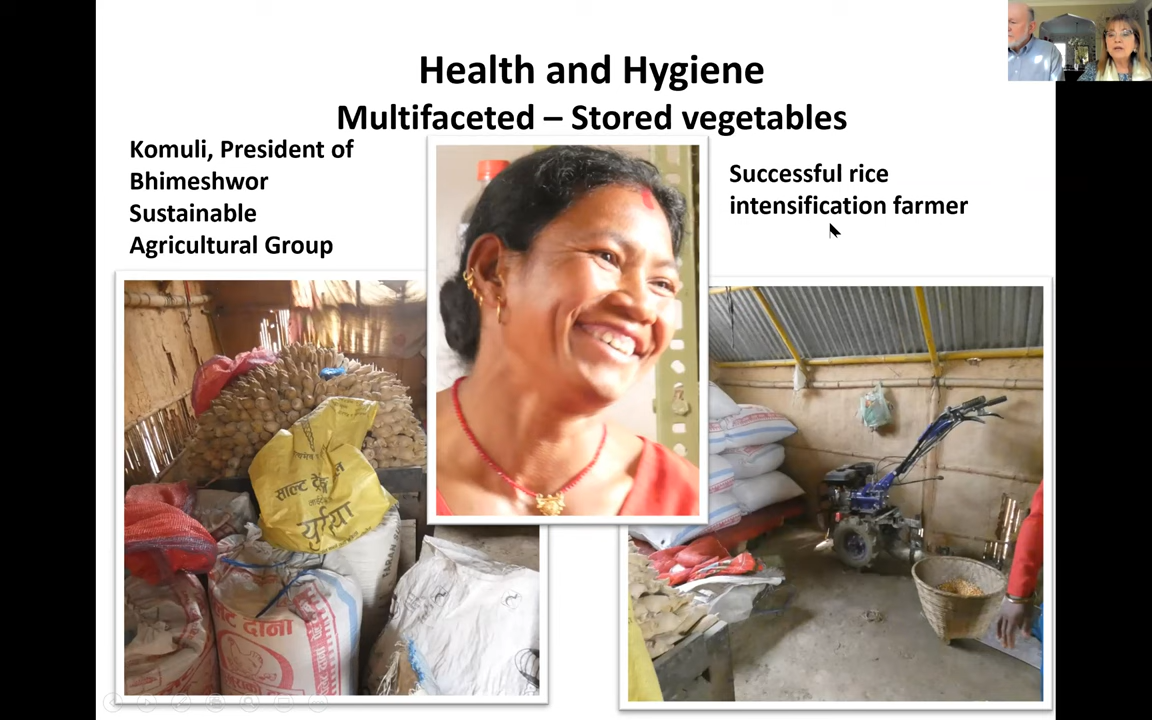 Health and Hygiene
Multifaceted – Stored vegetables
Komuli, President of
Bhimeshwor
Sustainable
Agricultural Group
Successful rice
intensification farmer
साल्ट ट्रेडिङ्ग
युरिया
दाना